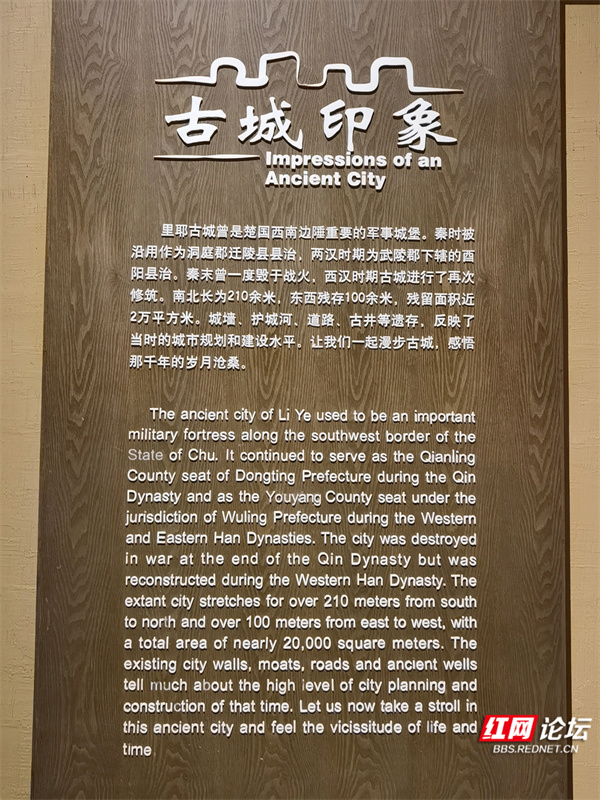 古城印象
Impressions of an
Ancient City
里耶古城曾是楚国西南边陲重要的军事城堡。秦时被
沿用作为洞庭郡迁陵县县治，两汉时期为武陵郡下辖的酉
阳县治。秦末曾一度毁于战火，西汉时期古城进行了再次
修筑。南北长为210余米，东西残存100余米，残留面积近
2万平方米。城墙、护城河、道路、古井等遗存，反映了
当时的城市规划和建设水平。让我们一起漫步古城，感悟
那千年的岁月沧桑。
The ancient city of Li Ye used to be an important
military fortress along the southwest border of the
State of Chu. It continued to serve as the Qianling
County seat of Dongting Prefecture during the Qin
Dynasty and as the Youyang County seat under the
jurisdiction of Wuling Prefecture during the Western
and Eastern Han Dynasties. The city was destroyed
in war at the end of the Qin Dynasty but was
reconstructed during the Western Han Dynasty. The
extant city stretches for over 210 meters from south
to north and over 100 meters from east to west, with
a total area of nearly 20,000 square meters. The
existing city walls, moats, roads and ancient wells
tell much about the high level of city planning and
construction of that time. Let us now take a stroll in
this ancient city and feel the vicissitude of life and
time.
红网论坛
BBS.REDNET.CN